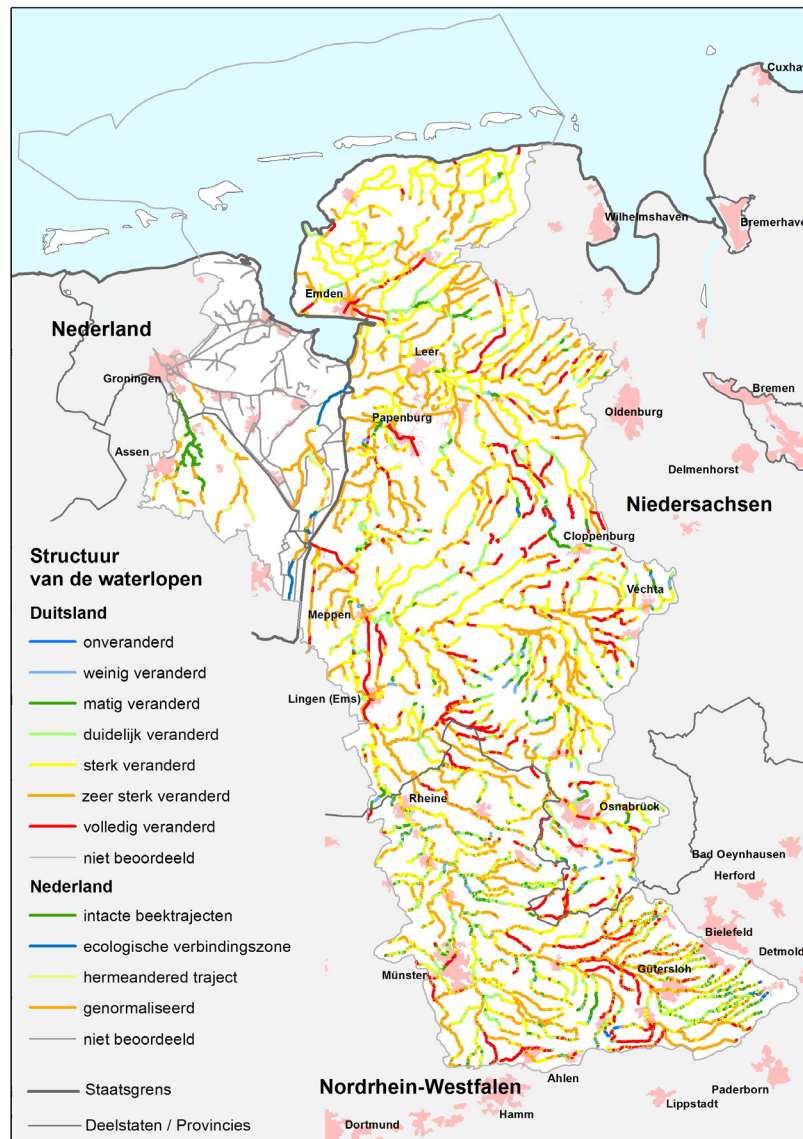 Cuxhav
Wilhelmshaven
Bremerhave
Emden
Nederland
Leer
Groningen
Bremen
Oldenburg
Papenburg
Assen
Delmenhorst
Niedersachsen
Cloppenburg
Vechta
Meppen
Lingen (Ems)
Rheine
Osnabrück
Bad Oeynhausen
Herford
Bielefeld
Detmold
Gütersloh
Münster
Ahlen
Nordrhein-Westfalen
Paderborn
Lippstadt
Hamm
Dortmund
Structuur
van de waterlopen
Duitsland
onveranderd
weinig veranderd
matig veranderd
duidelijk veranderd
sterk veranderd
zeer sterk veranderd
volledig veranderd
niet beoordeeld
Nederland
intacte beektrajecten
ecologische verbindingszone
hermeandered traject
genormaliseerd
niet beoordeeld
Staatsgrens
Deelstaten / Provincies